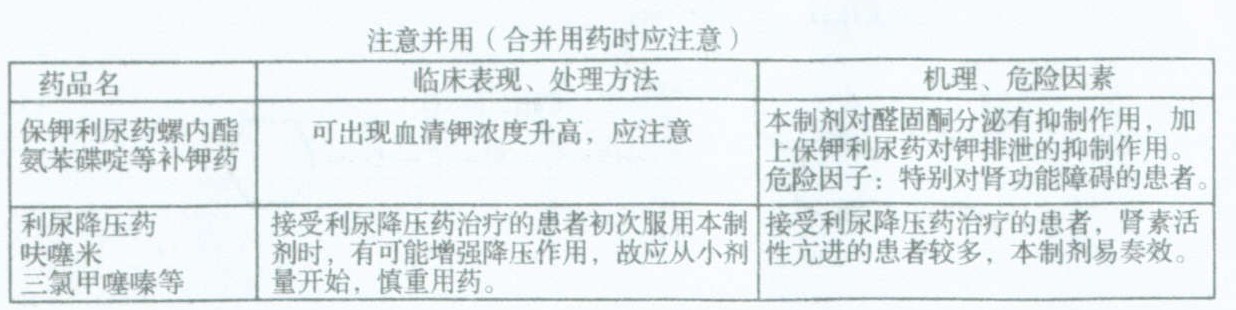 注意并用（合并用药时应注意）
药品名
临床表现、处理方法
机理、危险因素
保钾利尿药螺内酯
氨苯碟啶等补钾药
可出现血清钾浓度升高，应注意
本制剂对醛固酮分泌有抑制作用，加
上保钾利尿药对钾排泄的抑制作用。
危险因子：特别对肾功能障碍的患者。
利尿降压药
呋噻米
三氯甲噻嗪等
接受利尿降压药治疗的患者初次服用本制
剂时，有可能增强降压作用，故应从小剂
量开始，慎重用药。
接受利尿降压药治疗的患者，肾素活
性亢进的患者较多，本制剂易奏效。